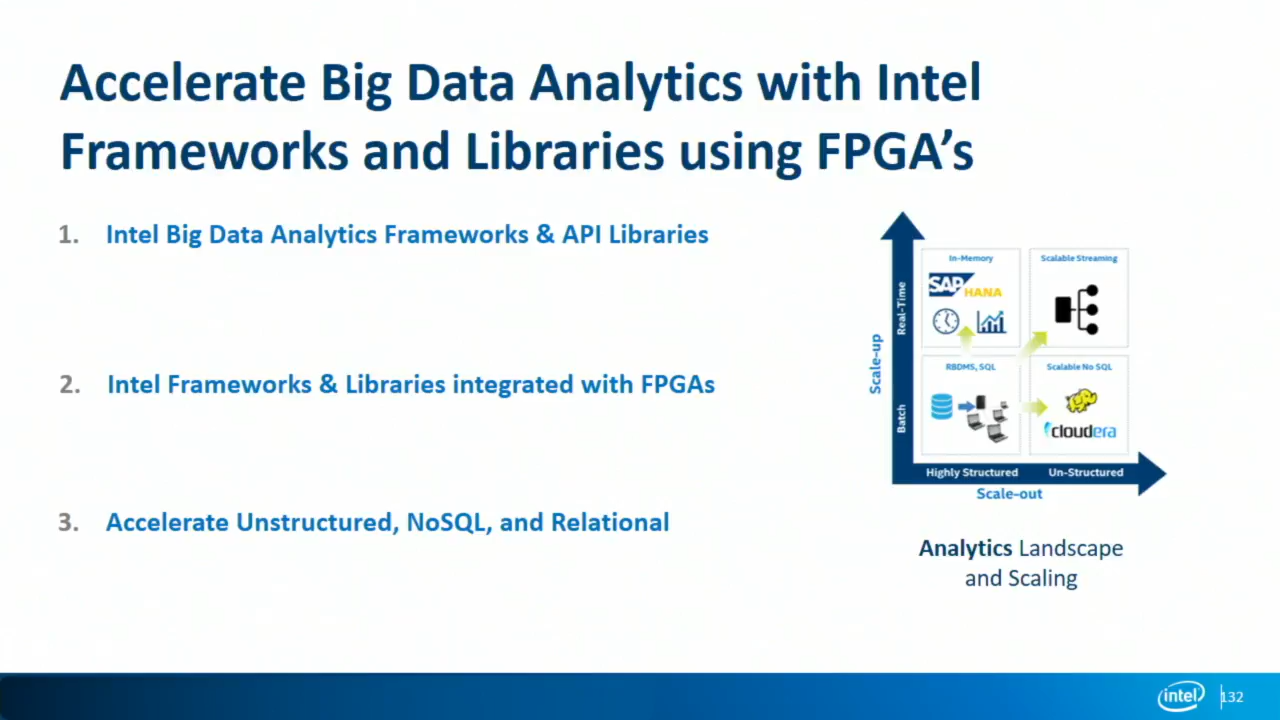 Accelerate Big Data Analytics with Intel
Frameworks and Libraries using FPGA's
1. Intel Big Data Analytics Frameworks & API Libraries
2. Intel Frameworks & Libraries integrated with FPGAs
3. Accelerate Unstructured, NoSQL, and Relational
Scale-up
Real-Time
Batch
In-Memory
SAP HANA
Scalable Streaming
RBDMS, SQL
Scalable No SQL
cloudera
Highly Structured
Un-Structured
Scale-out
Analytics Landscape
and Scaling
intel
132